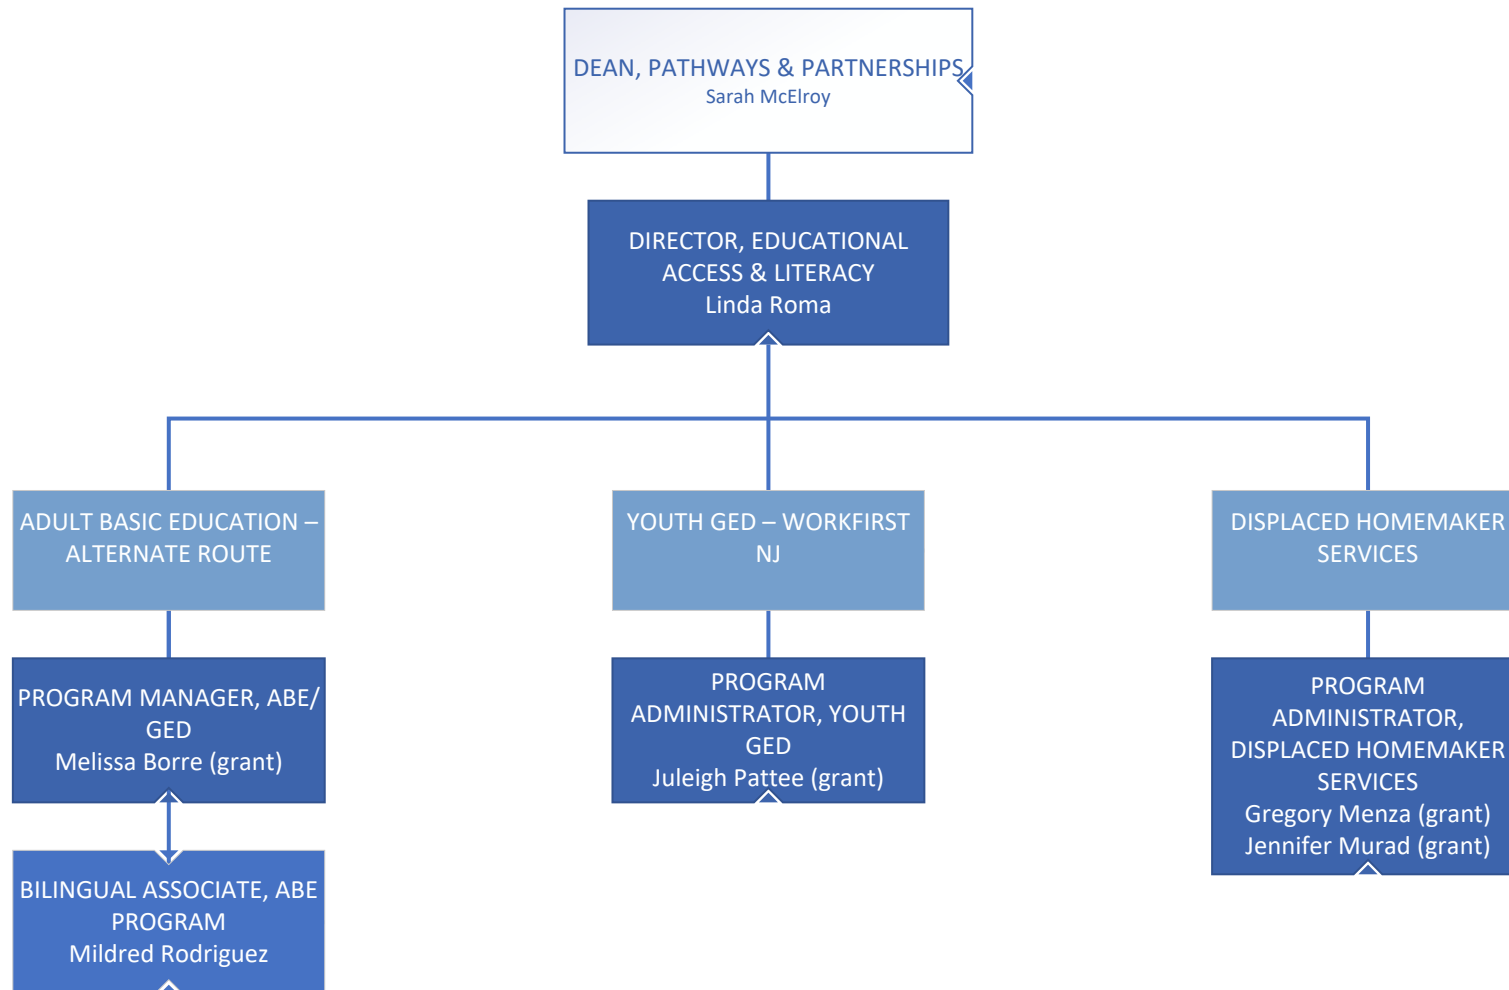 DEAN, PATHWAYS & PARTNERSHIPS
Sarah McElroy
DIRECTOR, EDUCATIONAL
ACCESS & LITERACY
Linda Roma
ADULT BASIC EDUCATION –
ALTERNATE ROUTE
YOUTH GED – WORKFIRST
NJ
DISPLACED HOMEMAKER
SERVICES
PROGRAM MANAGER, ABE/
GED
Melissa Borre (grant)
PROGRAM
ADMINISTRATOR, YOUTH
GED
Juleigh Pattee (grant)
PROGRAM
ADMINISTRATOR,
DISPLACED HOMEMAKER
SERVICES
Gregory Menza (grant)
Jennifer Murad (grant)
BILINGUAL ASSOCIATE, ABE
PROGRAM
Mildred Rodriguez